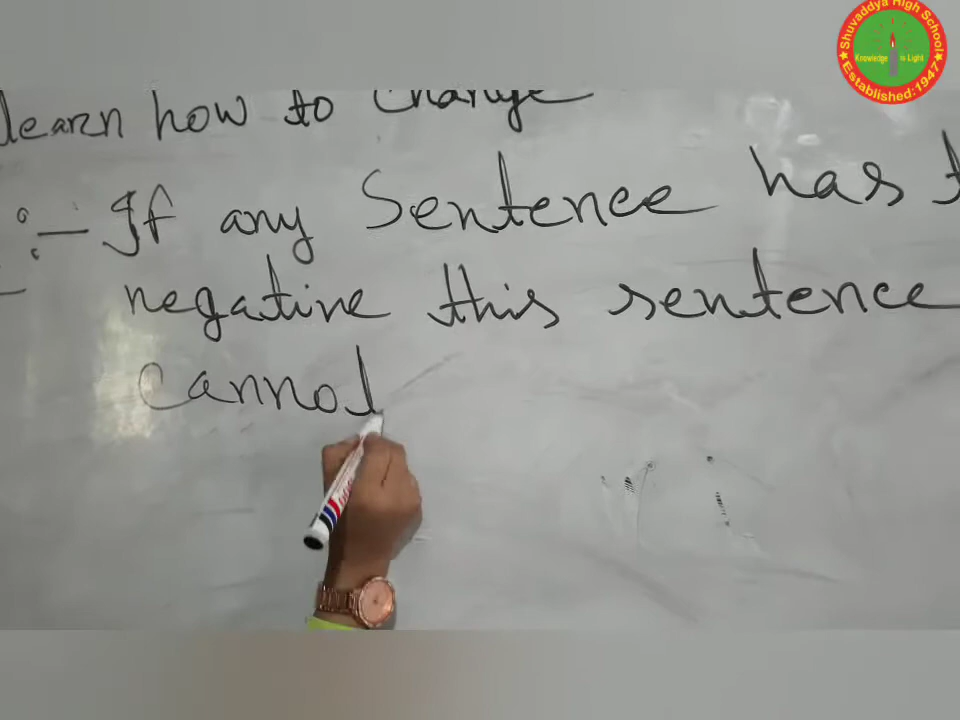 learn how to change
:- If any Sentence has
negative this sentence
cannot
Shuvaddya High School
Knowledge is Light
★ Established:1947 ★